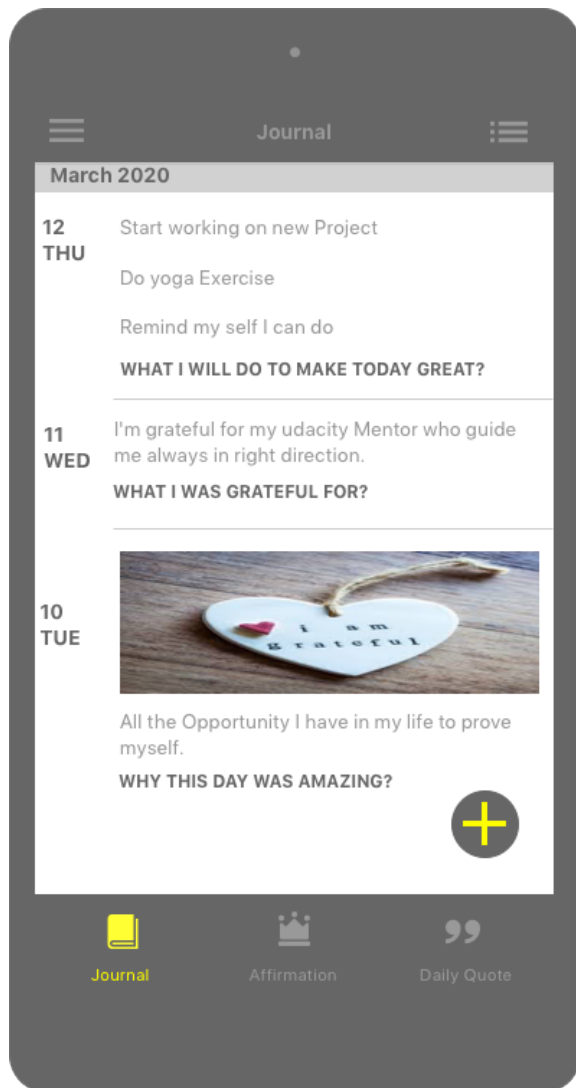 Journal
March 2020
12
THU
Start working on new Project
Do yoga Exercise
Remind my self I can do
WHAT I WILL DO TO MAKE TODAY GREAT?
11
WED
I'm grateful for my udacity Mentor who guide
me always in right direction.
WHAT I WAS GRATEFUL FOR?
10
TUE
i am
grateful
All the Opportunity I have in my life to prove
myself.
WHY THIS DAY WAS AMAZING?
Journal
Affirmation
Daily Quote